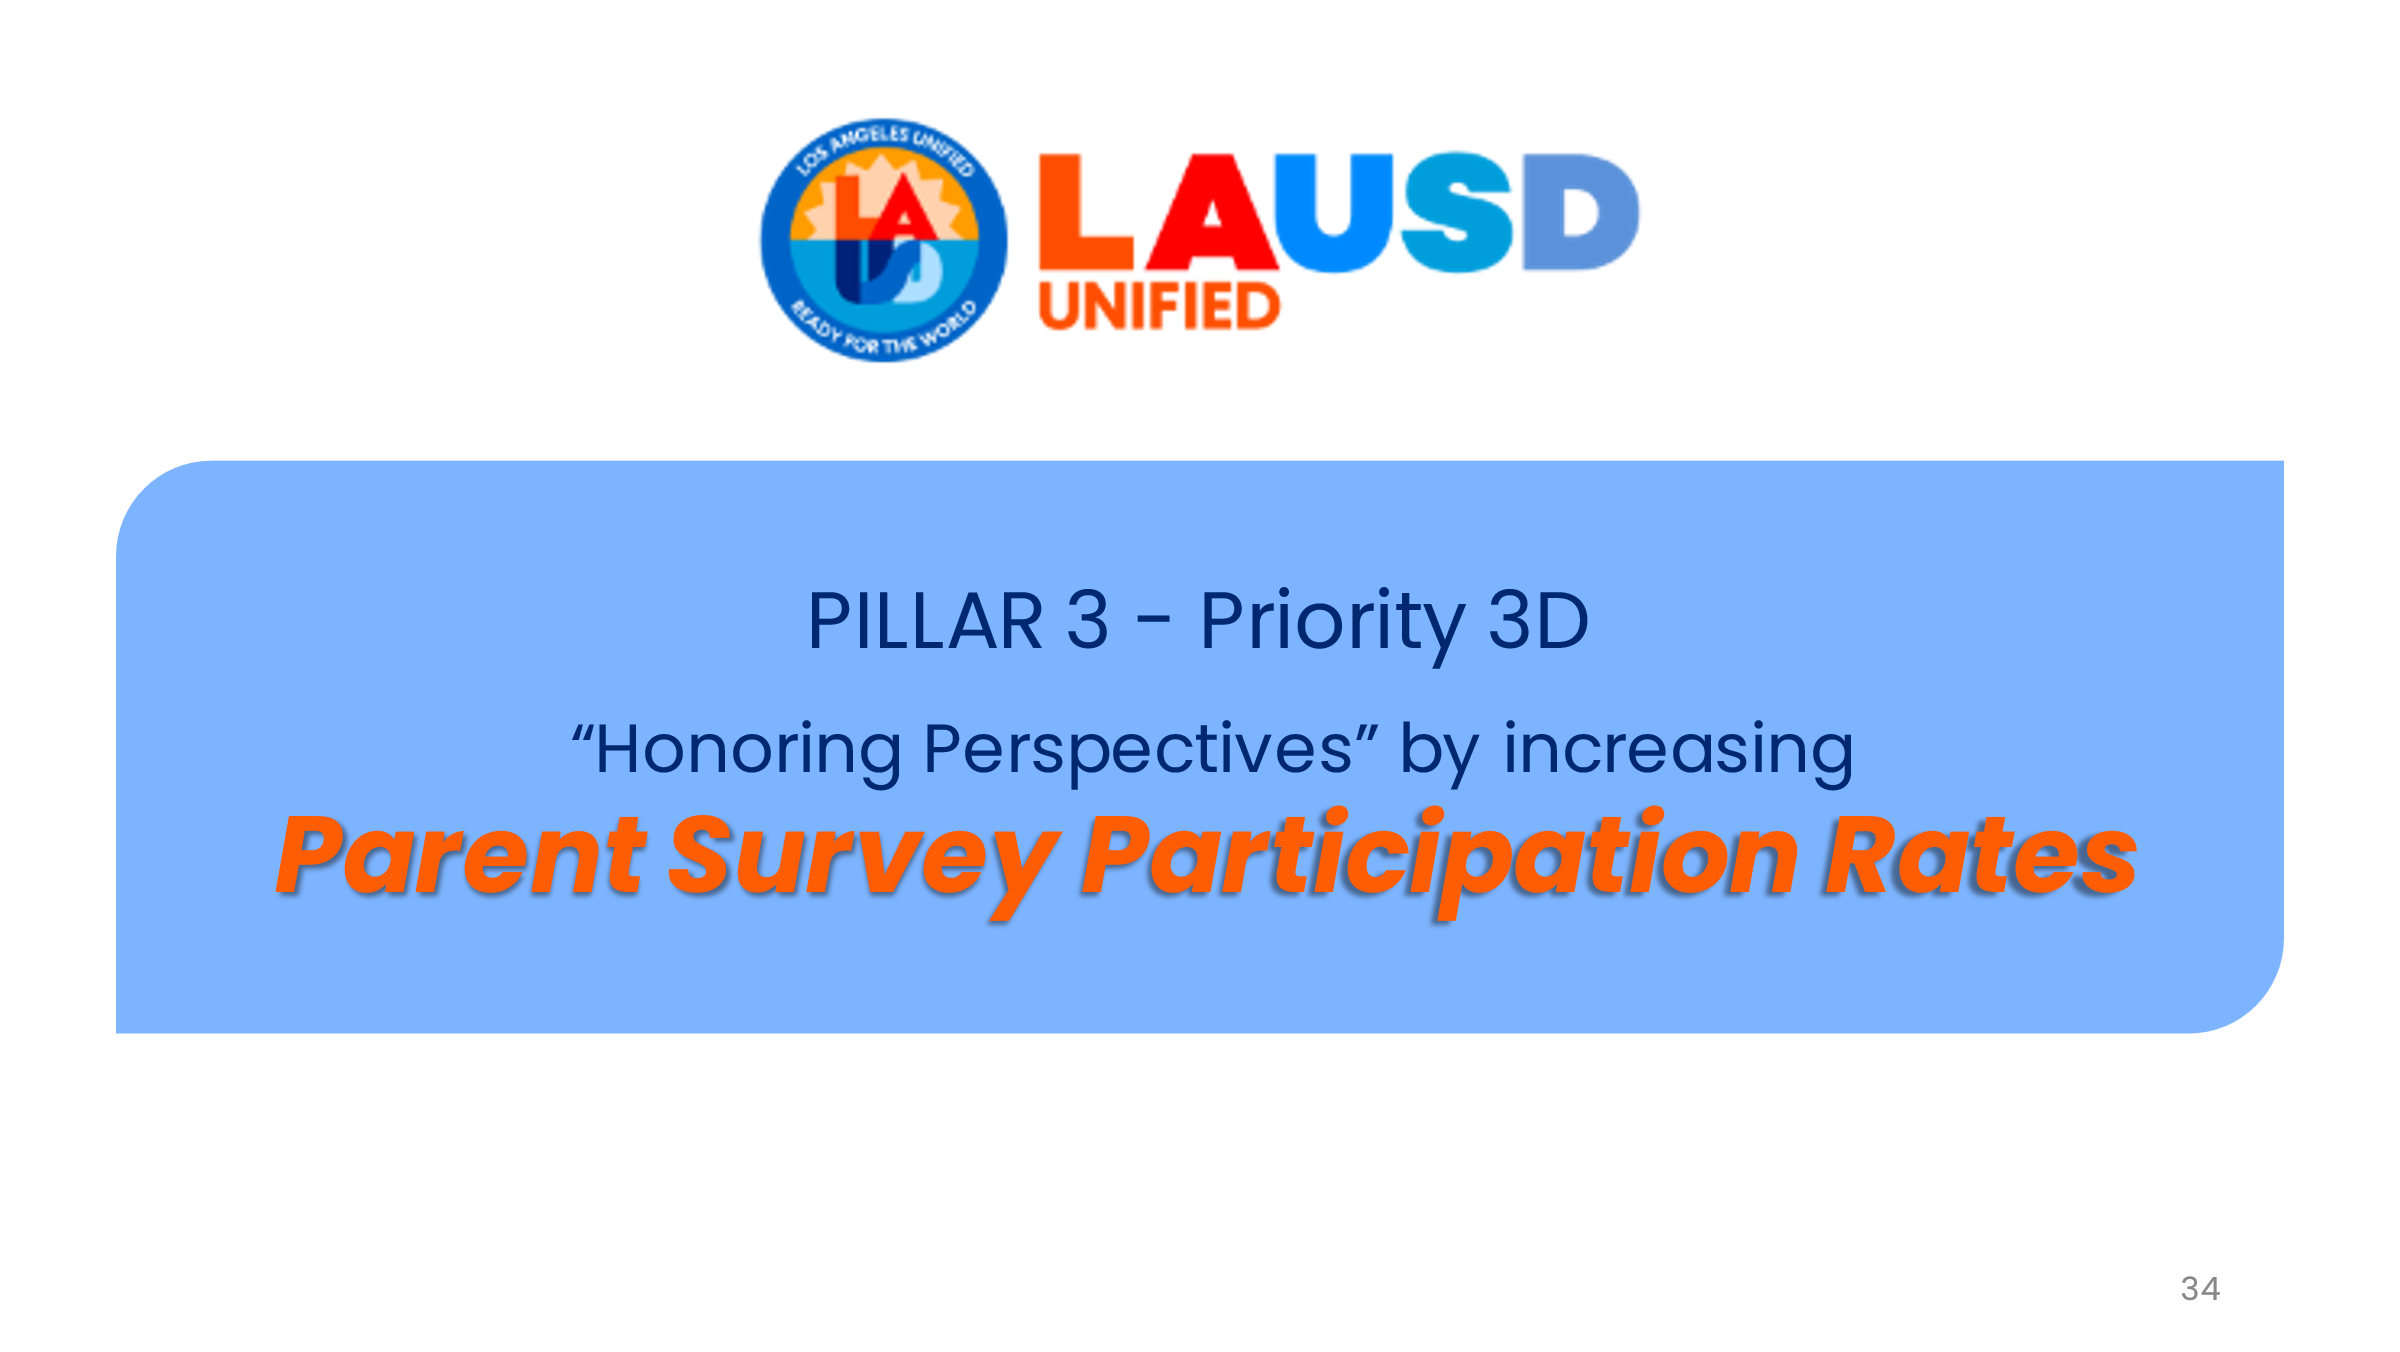 LOS ANGELES UNIFIED
LAUSD
READY FOR THE WORLD
LAUSD
UNIFIED
PILLAR 3 - Priority 3D
“Honoring Perspectives” by increasing
Parent Survey Participation Rates
34